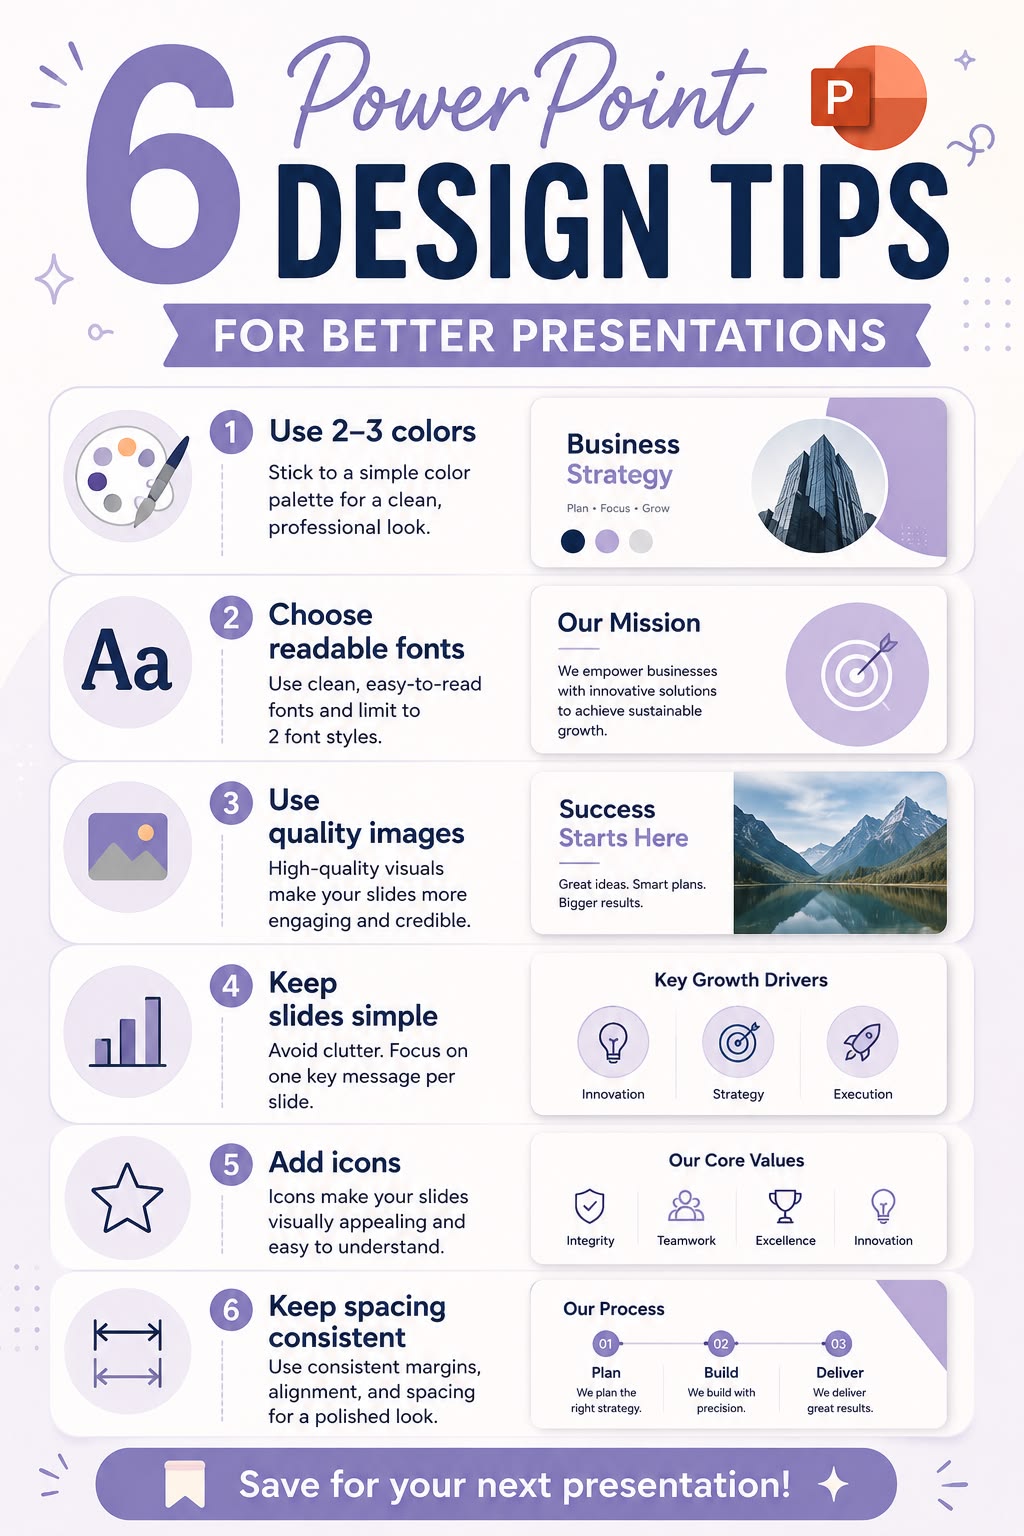 6
PowerPoint
P
DESIGN TIPS
FOR BETTER PRESENTATIONS
1
Use 2–3 colors
Stick to a simple color
palette for a clean,
professional look.
Business
Strategy
Plan • Focus • Grow
Aa
2
Choose
readable fonts
Use clean, easy-to-read
fonts and limit to
2 font styles.
Our Mission
We empower businesses
with innovative solutions
to achieve sustainable
growth.
3
Use
quality images
High-quality visuals
make your slides more
engaging and credible.
Success
Starts Here
Great ideas. Smart plans.
Bigger results.
4
Keep
slides simple
Avoid clutter. Focus on
one key message per
slide.
Key Growth Drivers
Innovation
Strategy
Execution
5
Add icons
Icons make your slides
visually appealing and
easy to understand.
Our Core Values
Integrity
Teamwork
Excellence
Innovation
6
Keep spacing
consistent
Use consistent margins,
alignment, and spacing
for a polished look.
Our Process
01
02
03
Plan
Build
Deliver
We plan the
right strategy.
We build with
precision.
We deliver
great results.
Save for your next presentation!